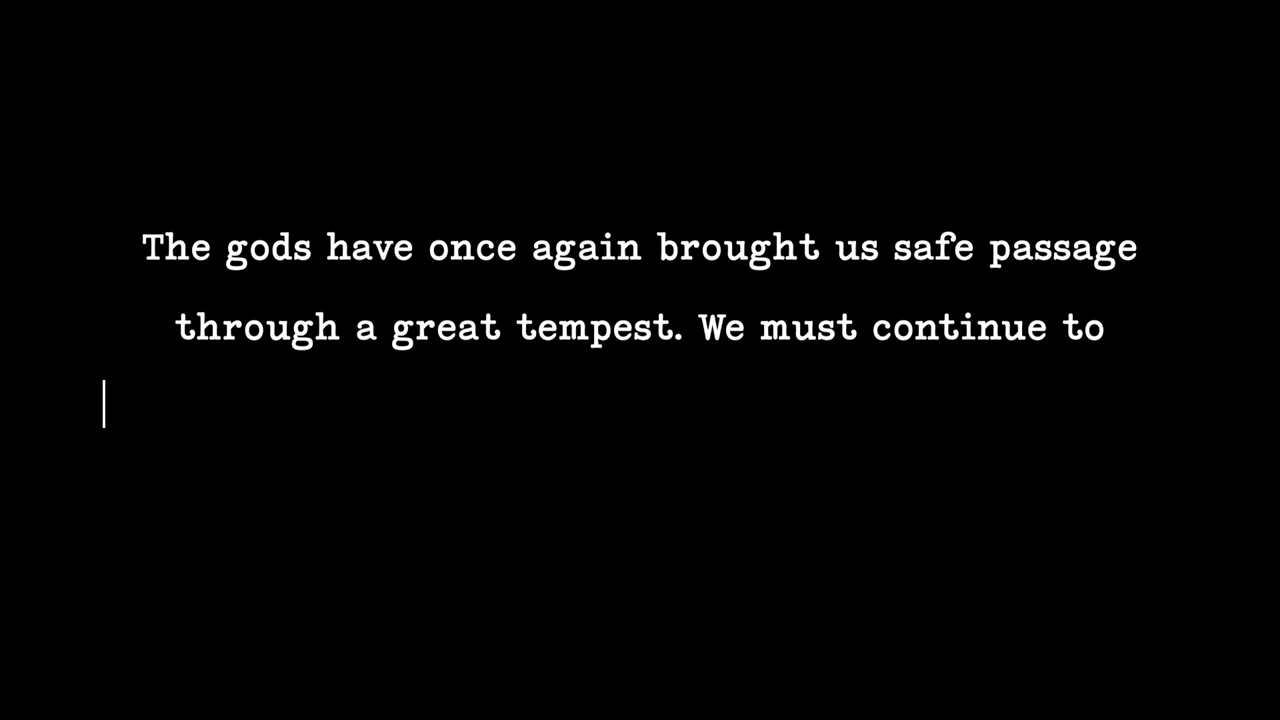 The gods have once again brought us safe passage
through a great tempest. We must continue to